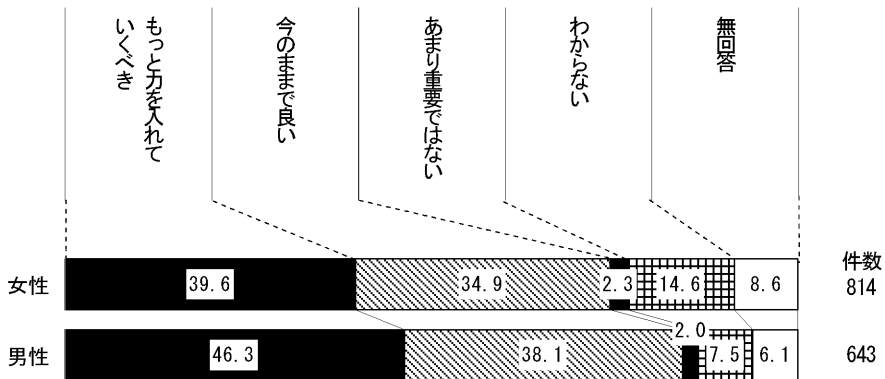 もっと力を入れて
いくべき
今のままで良い
あまり重要ではない
わからない
無回答
件数
女性 39.6 34.9 2.3 14.6 8.6 814
男性 46.3 38.1 2.0 7.5 6.1 643